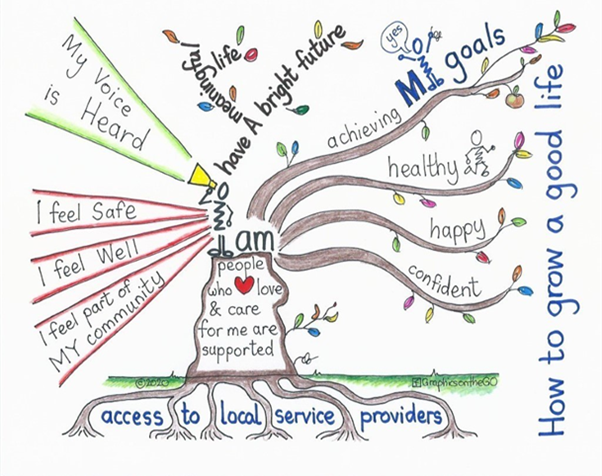 My Voice
is Heard
I feel Safe
I feel Well
I feel part of
MY community
meaningful
life
have A bright future
yes
achieving
M goals
healthy
happy
confident
am
people
who love
& care
for me are
supported
© 2020
GraphicsontheGO
access to local service providers
How to grow a good life